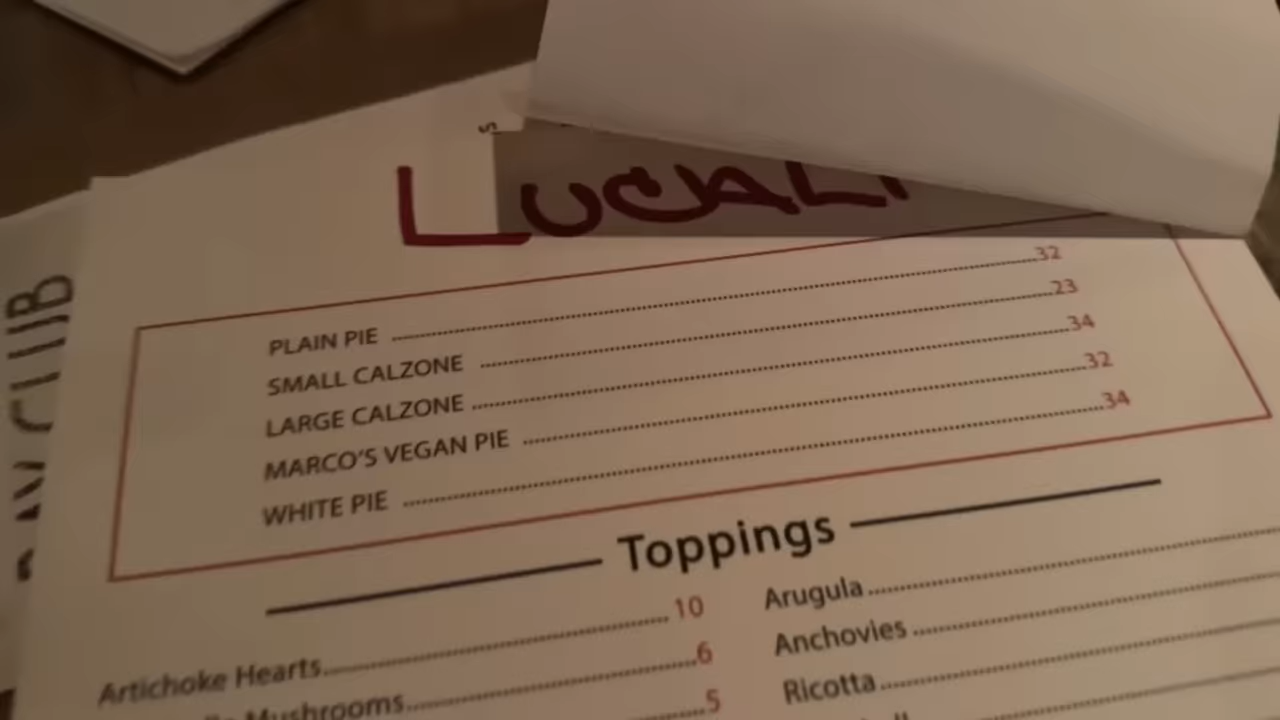 LUCALI
PLAIN PIE 32
SMALL CALZONE 23
LARGE CALZONE 34
MARCO'S VEGAN PIE 32
WHITE PIE 34
Toppings
Artichoke Hearts 10
Mushrooms 6
5
Arugula
Anchovies
Ricotta
CLUB